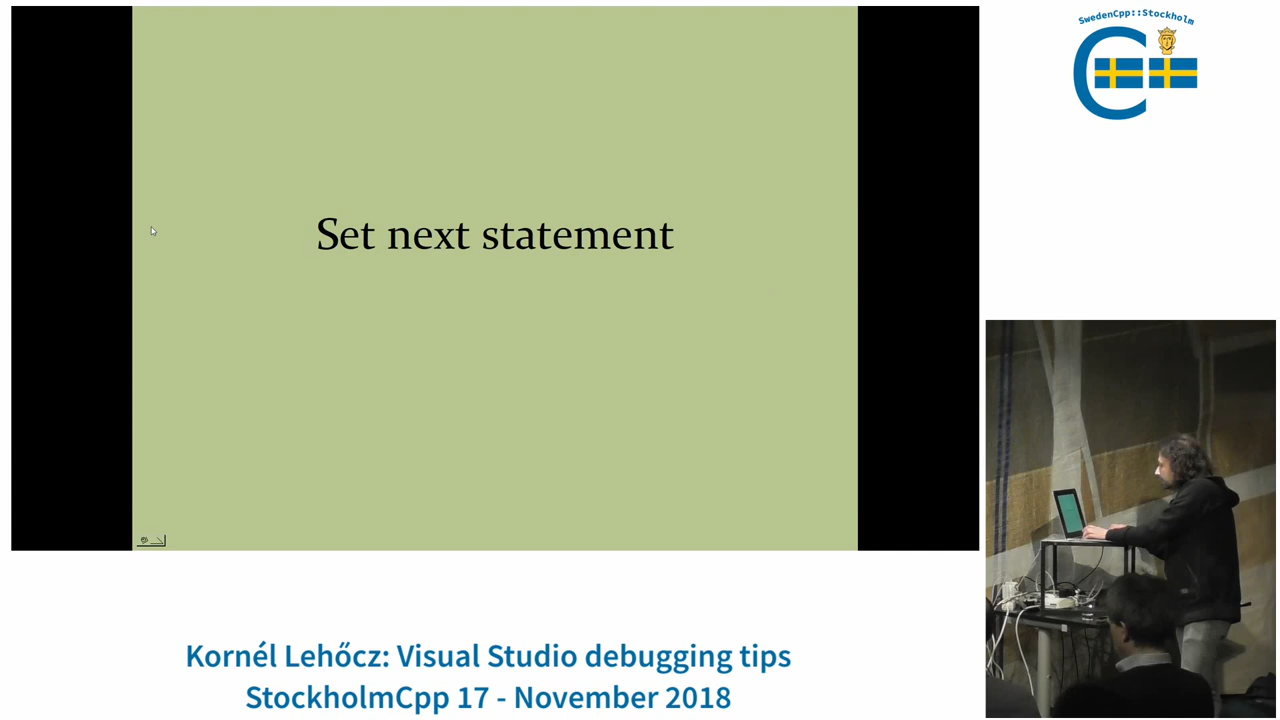 SwedenCpp::Stockholm
Set next statement
Kornél Lehőcz: Visual Studio debugging tips
StockholmCpp 17 - November 2018